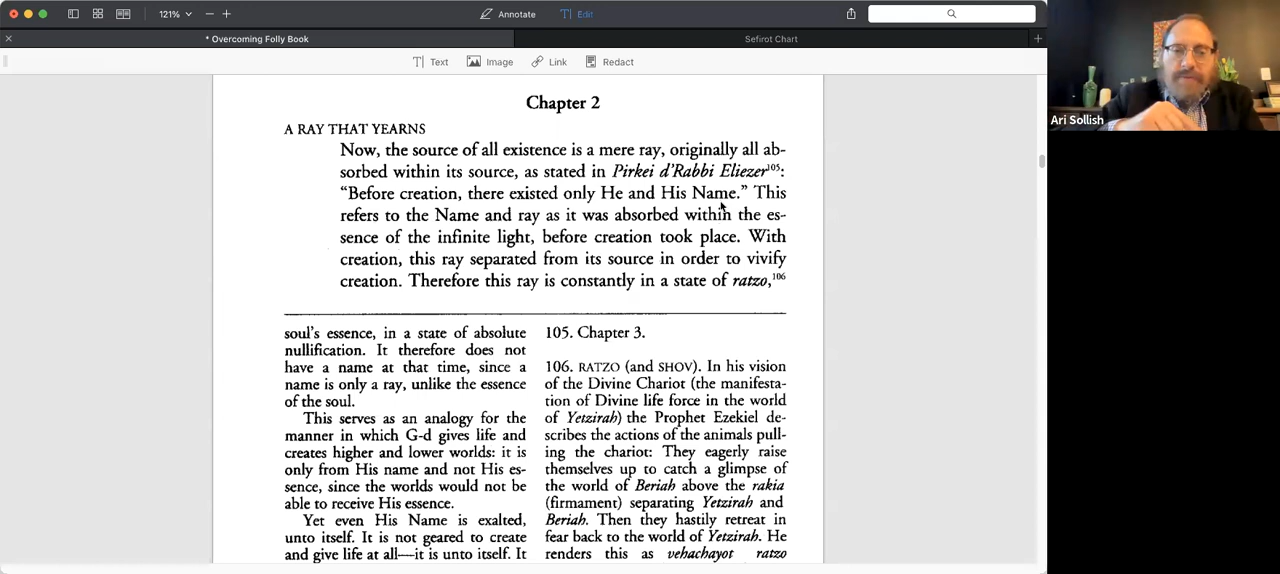 121%
Annotate
Edit
* Overcoming Folly Book
Sefirot Chart
Text
Image
Link
Redact
Ari Sollish
Chapter 2
A RAY THAT YEARNS
Now, the source of all existence is a mere ray, originally all ab-
sorbed within its source, as stated in Pirkei d'Rabbi Eliezer105:
“Before creation, there existed only He and His Name.” This
refers to the Name and ray as it was absorbed within the es-
sence of the infinite light, before creation took place. With
creation, this ray separated from its source in order to vivify
creation. Therefore this ray is constantly in a state of ratzo,106
soul's essence, in a state of absolute
nullification. It therefore does not
have a name at that time, since a
name is only a ray, unlike the essence
of the soul.
This serves as an analogy for the
manner in which G-d gives life and
creates higher and lower worlds: it is
only from His name and not His es-
sence, since the worlds would not be
able to receive His essence.
Yet even His Name is exalted,
unto itself. It is not geared to create
and give life at all—it is unto itself. It
105. Chapter 3.
106. RATZO (and SHOV). In his vision
of the Divine Chariot (the manifesta-
tion of Divine life force in the world
of Yetzirah) the Prophet Ezekiel de-
scribes the actions of the animals pull-
ing the chariot: They eagerly raise
themselves up to catch a glimpse of
the world of Beriah above the rakia
(firmament) separating Yetzirah and
Beriah. Then they hastily retreat in
fear back to the world of Yetzirah. He
renders this as vehachayot ratzo